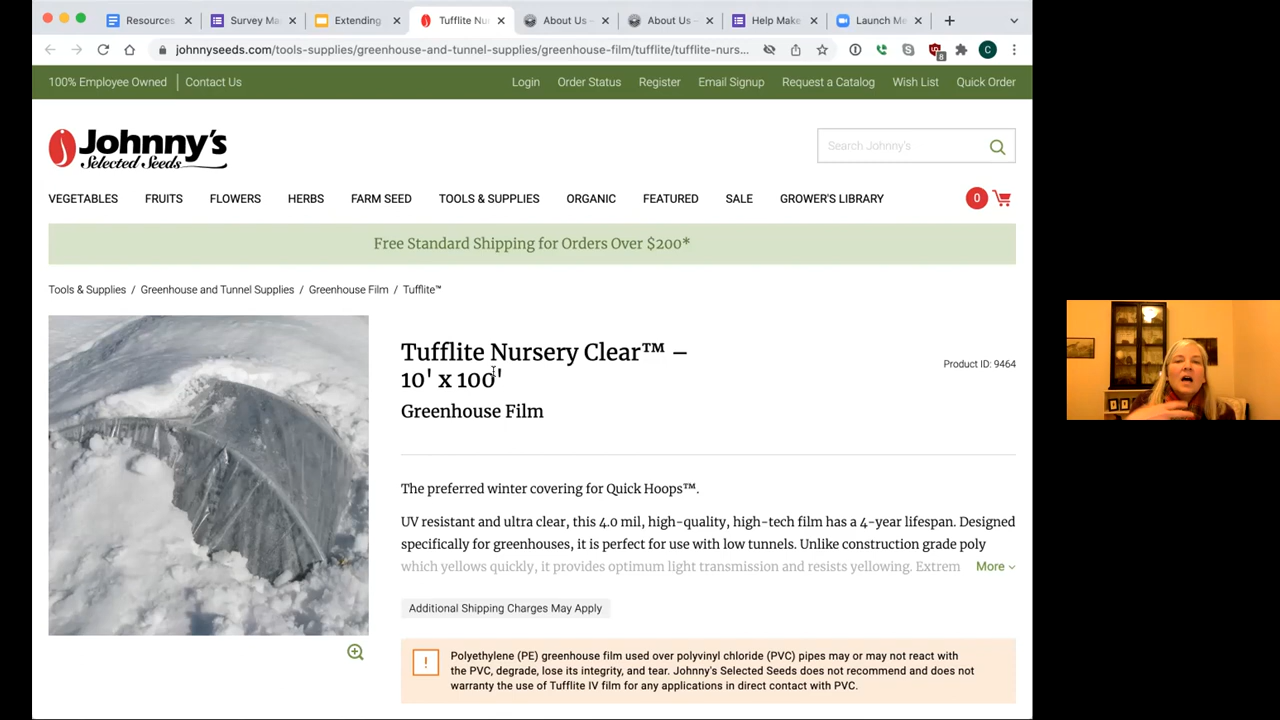 Resources
Survey Ma
Extending
Tufflite Nu
About Us –
About Us –
Help Make
Launch Me
johnnyseeds.com/tools-supplies/greenhouse-and-tunnel-supplies/greenhouse-film/tufflite/tufflite-nurs...
8
C
100% Employee Owned
Contact Us
Login
Order Status
Register
Email Signup
Request a Catalog
Wish List
Quick Order
Johnny's
Selected Seeds
Search Johnny's
VEGETABLES
FRUITS
FLOWERS
HERBS
FARM SEED
TOOLS & SUPPLIES
ORGANIC
FEATURED
SALE
GROWER'S LIBRARY
0
Free Standard Shipping for Orders Over $200*
Tools & Supplies / Greenhouse and Tunnel Supplies / Greenhouse Film / Tufflite™
Tufflite Nursery Clear™ –
10' x 100'
Product ID: 9464
Greenhouse Film
The preferred winter covering for Quick Hoops™.
UV resistant and ultra clear, this 4.0 mil, high-quality, high-tech film has a 4-year lifespan. Designed
specifically for greenhouses, it is perfect for use with low tunnels. Unlike construction grade poly
which yellows quickly, it provides optimum light transmission and resists yellowing. Extrem
More
Additional Shipping Charges May Apply
!
Polyethylene (PE) greenhouse film used over polyvinyl chloride (PVC) pipes may or may not react with
the PVC, degrade, lose its integrity, and tear. Johnny's Selected Seeds does not recommend and does not
warranty the use of Tufflite IV film for any applications in direct contact with PVC.